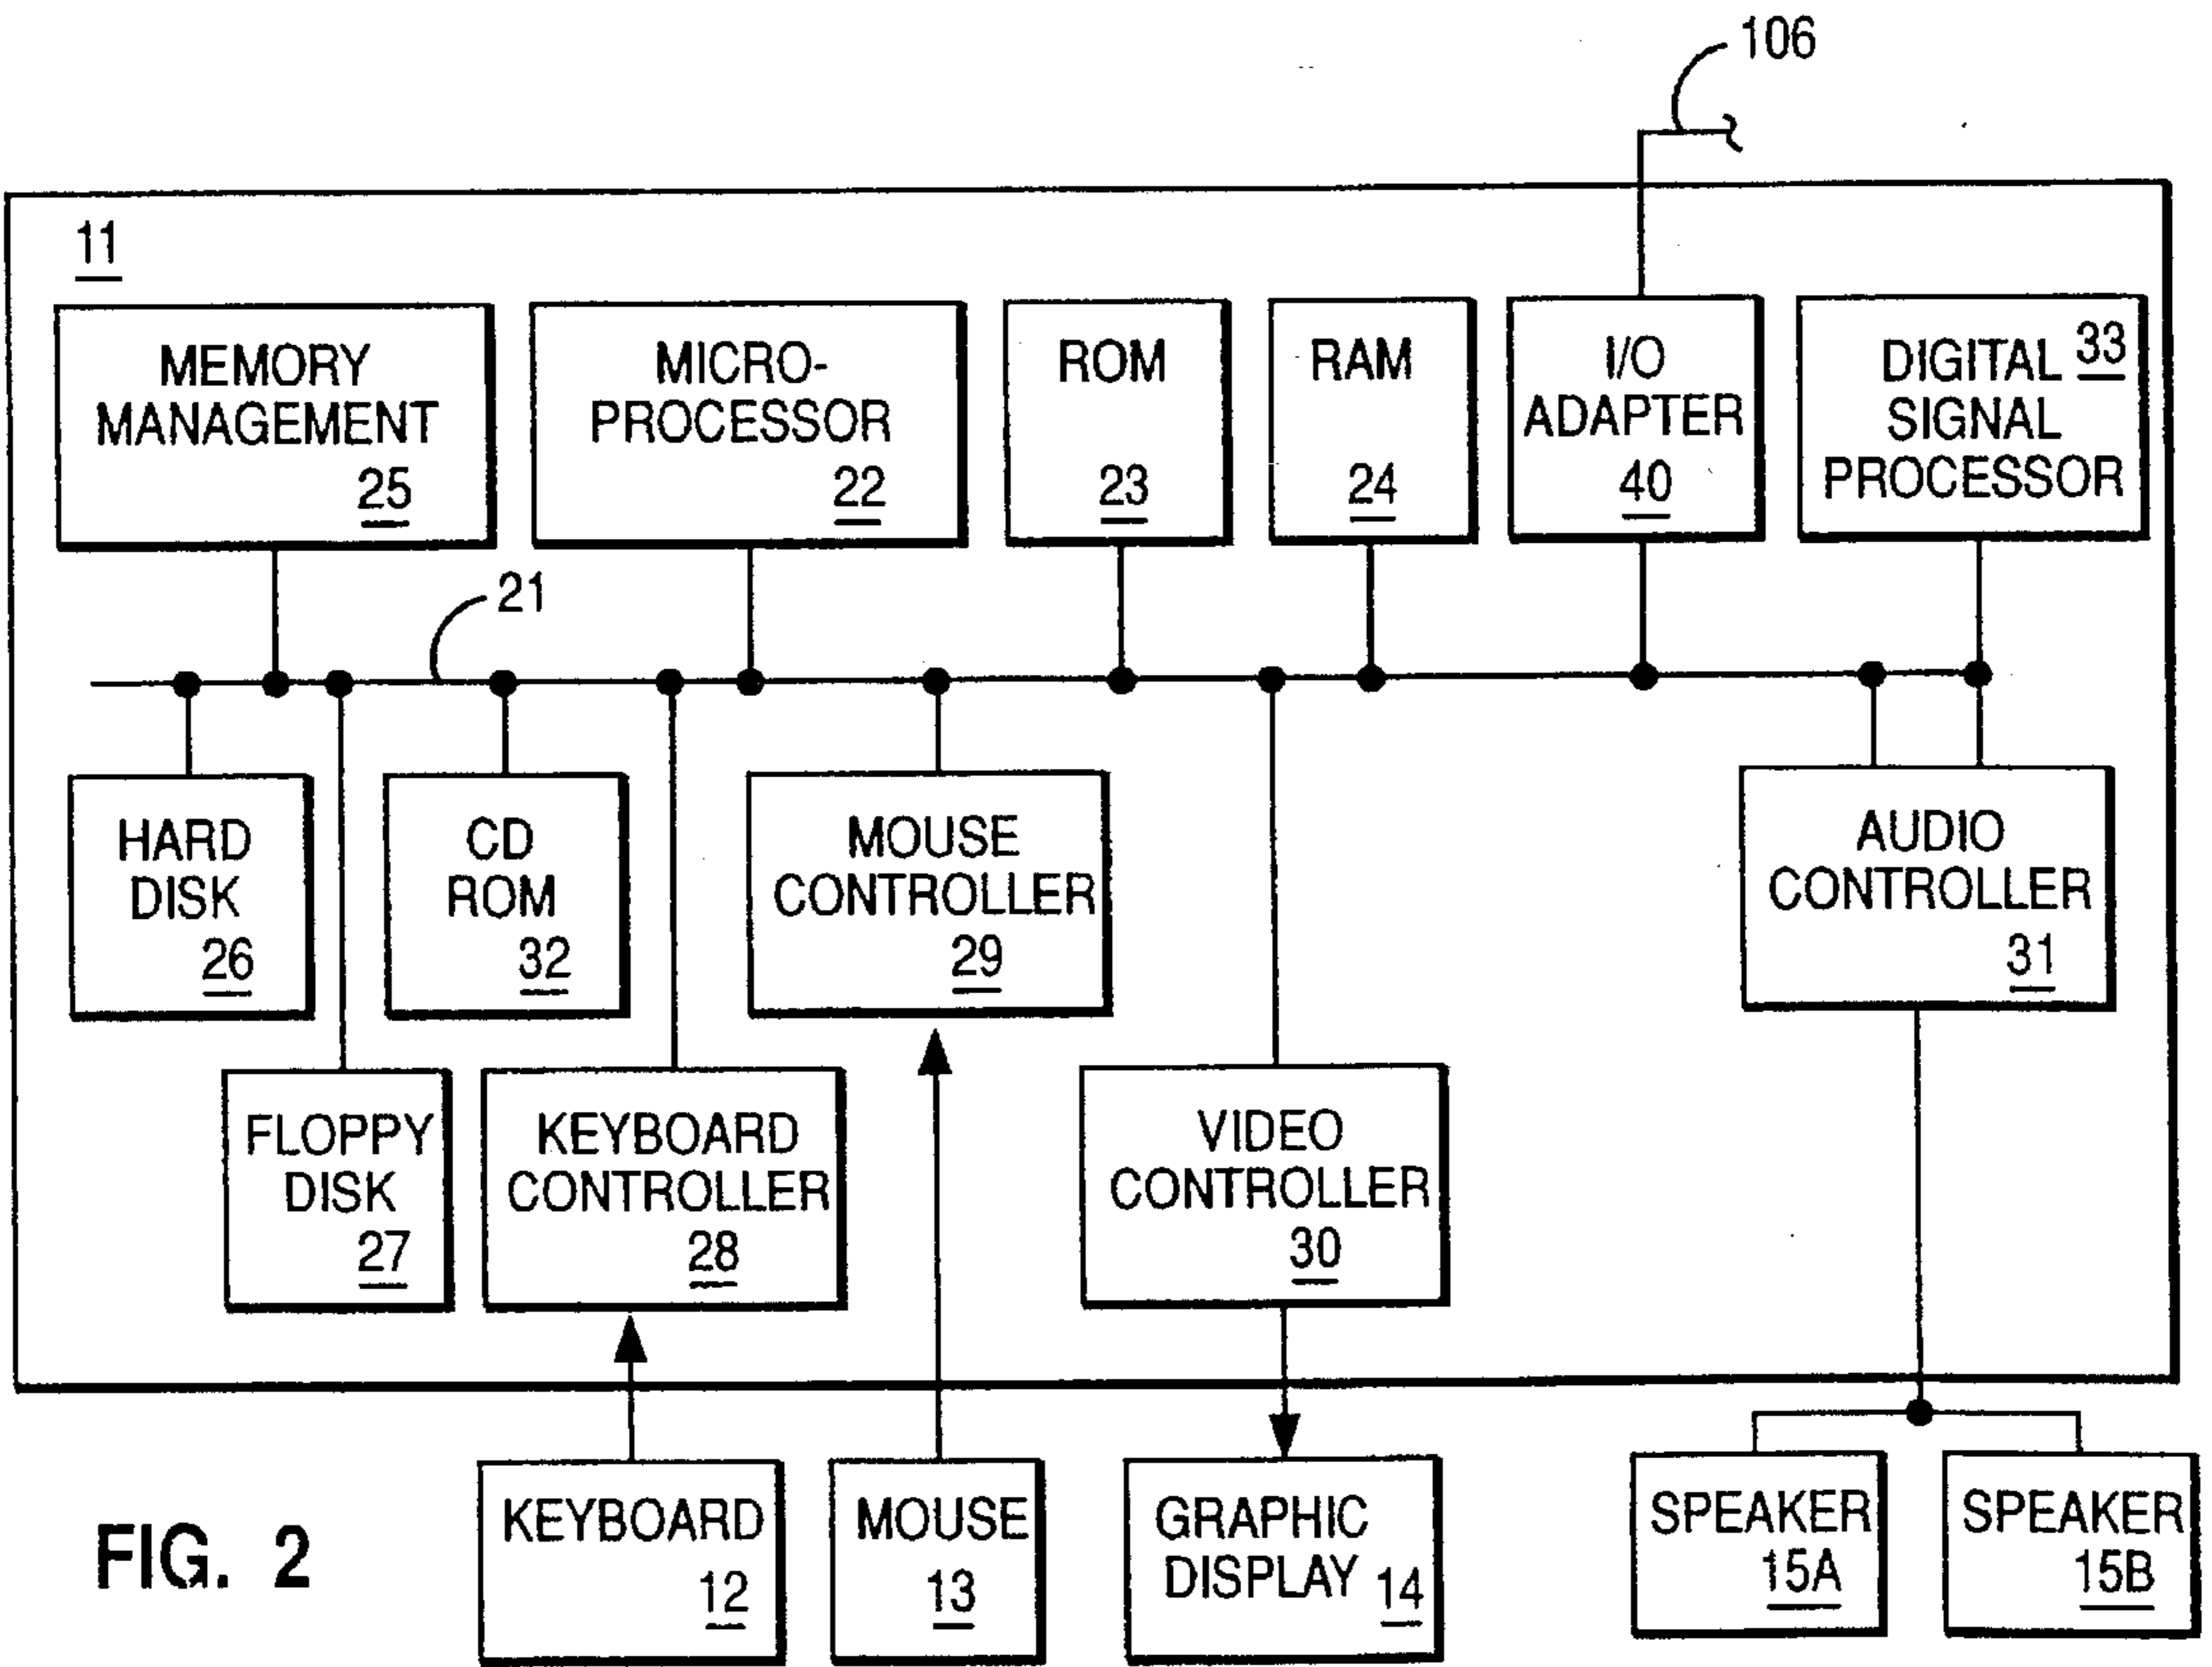 106
11
MEMORY
MANAGEMENT
25
MICRO-
PROCESSOR
22
ROM
23
RAM
24
I/O
ADAPTER
40
DIGITAL 33
SIGNAL
PROCESSOR
21
HARD
DISK
26
CD
ROM
32
MOUSE
CONTROLLER
29
AUDIO
CONTROLLER
31
FLOPPY
DISK
27
KEYBOARD
CONTROLLER
28
VIDEO
CONTROLLER
30
KEYBOARD
12
MOUSE
13
GRAPHIC
DISPLAY 14
SPEAKER
15A
SPEAKER
15B
FIG. 2